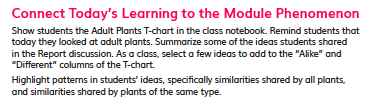 Connect Today's Learning to the Module Phenomenon
Show students the Adult Plants T-chart in the class notebook. Remind students that
today they looked at adult plants. Summarize some of the ideas students shared
in the Report discussion. As a class, select a few ideas to add to the “Alike” and
“Different” columns of the T-chart.
Highlight patterns in students’ ideas, specifically similarities shared by all plants,
and similarities shared by plants of the same type.